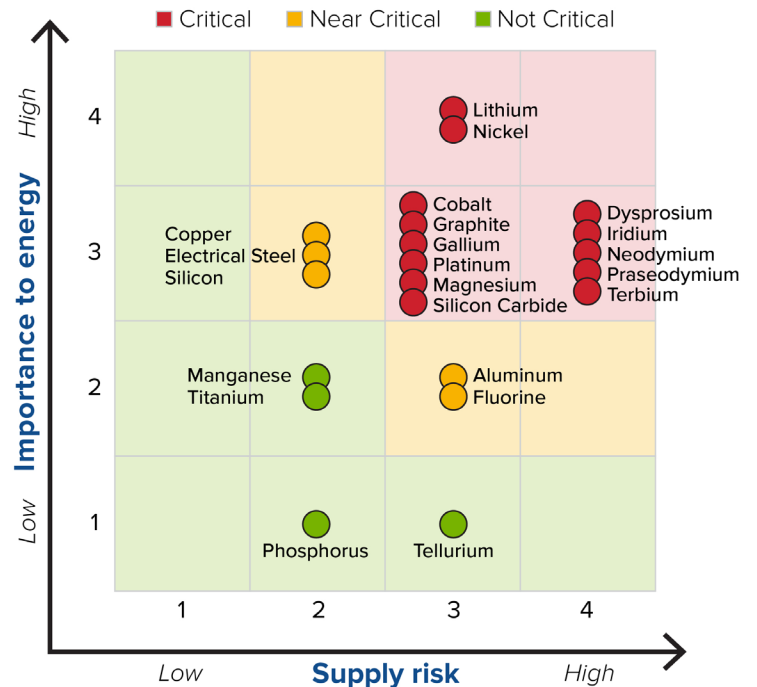 Critical
Near Critical
Not Critical
High
Importance to energy
Low
4
3
2
1
Lithium
Nickel
Copper
Electrical Steel
Silicon
Cobalt
Graphite
Gallium
Platinum
Magnesium
Silicon Carbide
Dysprosium
Iridium
Neodymium
Praseodymium
Terbium
Manganese
Titanium
Aluminum
Fluorine
Phosphorus
Tellurium
1
2
3
4
Low
Supply risk
High